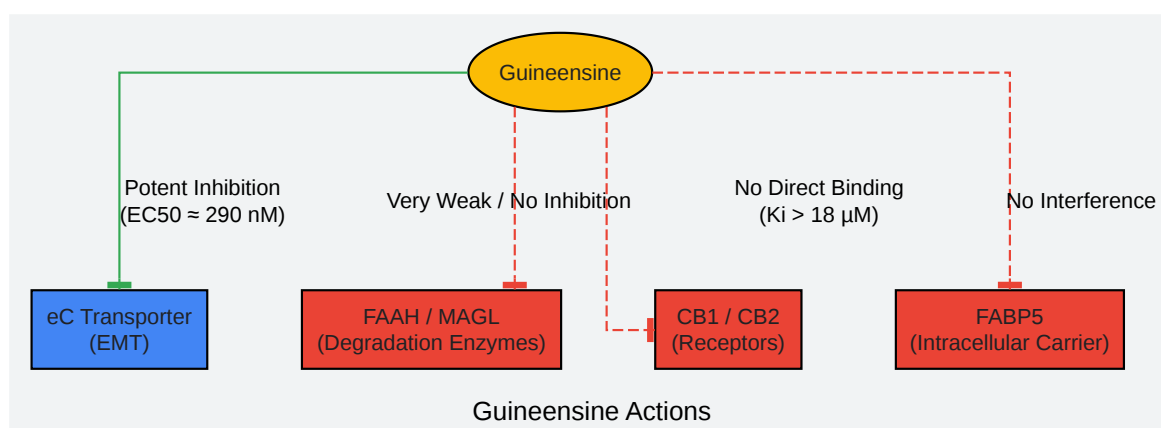 Guineensine
Potent Inhibition
(EC50 ≈ 290 nM)
Very Weak / No Inhibition
No Direct Binding
(Ki > 18 µM)
No Interference
eC Transporter
(EMT)
FAAH / MAGL
(Degradation Enzymes)
CB1 / CB2
(Receptors)
FABP5
(Intracellular Carrier)
Guineensine Actions